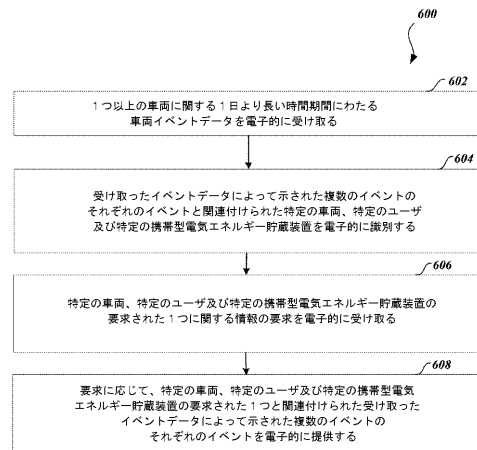 600
602
1つ以上の車両に関する1日より長い時間期間にわたる
車両イベントデータを電子的に受け取る
604
受け取ったイベントデータによって示された複数のイベントの
それぞれのイベントと関連付けられた特定の車両、特定のユーザ
及び特定の携帯型電気エネルギー貯蔵装置を電子的に識別する
606
特定の車両、特定のユーザ及び特定の携帯型電気エネルギー貯蔵装置の
要求された1つに関する情報の要求を電子的に受け取る
608
要求に応じて、特定の車両、特定のユーザ及び特定の携帯型電気
エネルギー貯蔵装置の要求された1つと関連付けられた受け取った
イベントデータによって示された複数のイベントの
それぞれのイベントを電子的に提供する